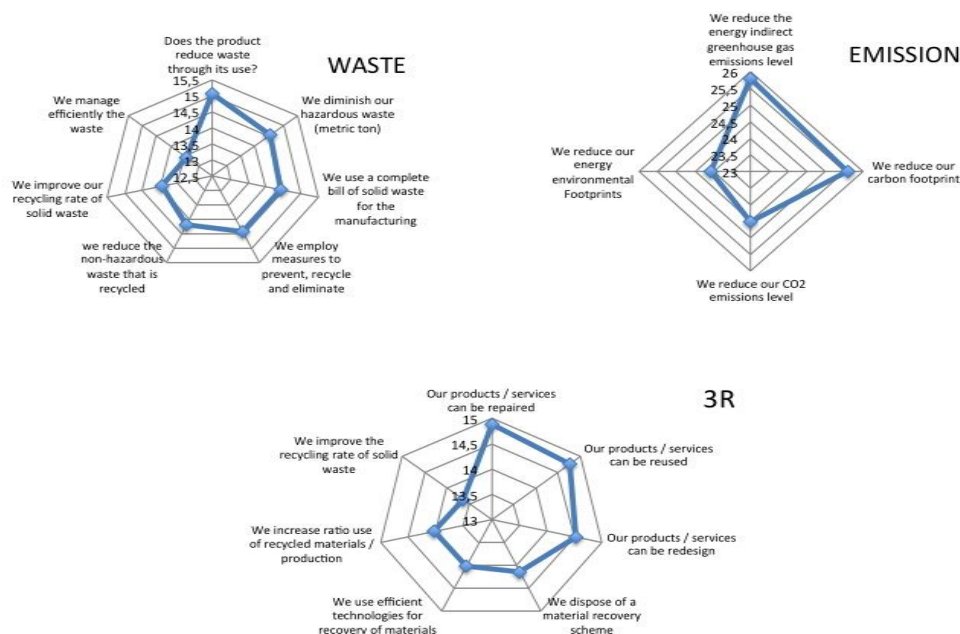 WASTE
Does the product
reduce waste
through its use?
We diminish our
hazardous waste
(metric ton)
We use a complete
bill of solid waste
for the
manufacturing
We employ
measures to
prevent, recycle
and eliminate
we reduce the
non-hazardous
waste that is
recycled
We improve our
recycling rate of
solid waste
We manage
efficiently the
waste
15,5
15
14,5
14
13,5
13
12,5
EMISSION
We reduce the
energy indirect
greenhouse gas
emissions level
We reduce our
carbon footprint
We reduce our CO2
emissions level
We reduce our
energy
environmental
Footprints
26
25,5
25
24,5
24
23,5
23
3R
Our products / services
can be repaired
Our products / services
can be reused
Our products / services
can be redesign
We dispose of a
material recovery
scheme
We use efficient
technologies for
recovery of materials
We increase ratio use
of recycled materials /
production
We improve the
recycling rate of solid
waste
15
14,5
14
13,5
13